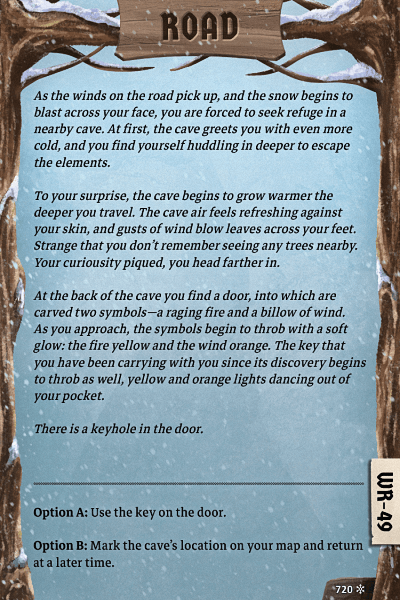 ROAD
As the winds on the road pick up, and the snow begins to
blast across your face, you are forced to seek refuge in a
nearby cave. At first, the cave greets you with even more
cold, and you find yourself huddling in deeper to escape
the elements.
To your surprise, the cave begins to grow warmer the
deeper you travel. The cave air feels refreshing against
your skin, and gusts of wind blow leaves across your feet.
Strange that you don't remember seeing any trees nearby.
Your curiousity piqued, you head farther in.
At the back of the cave you find a door, into which are
carved two symbols—a raging fire and a billow of wind.
As you approach, the symbols begin to throb with a soft
glow: the fire yellow and the wind orange. The key that
you have been carrying with you since its discovery begins
to throb as well, yellow and orange lights dancing out of
your pocket.
There is a keyhole in the door.
Option A: Use the key on the door.
Option B: Mark the cave's location on your map and return
at a later time.
WR-49
720